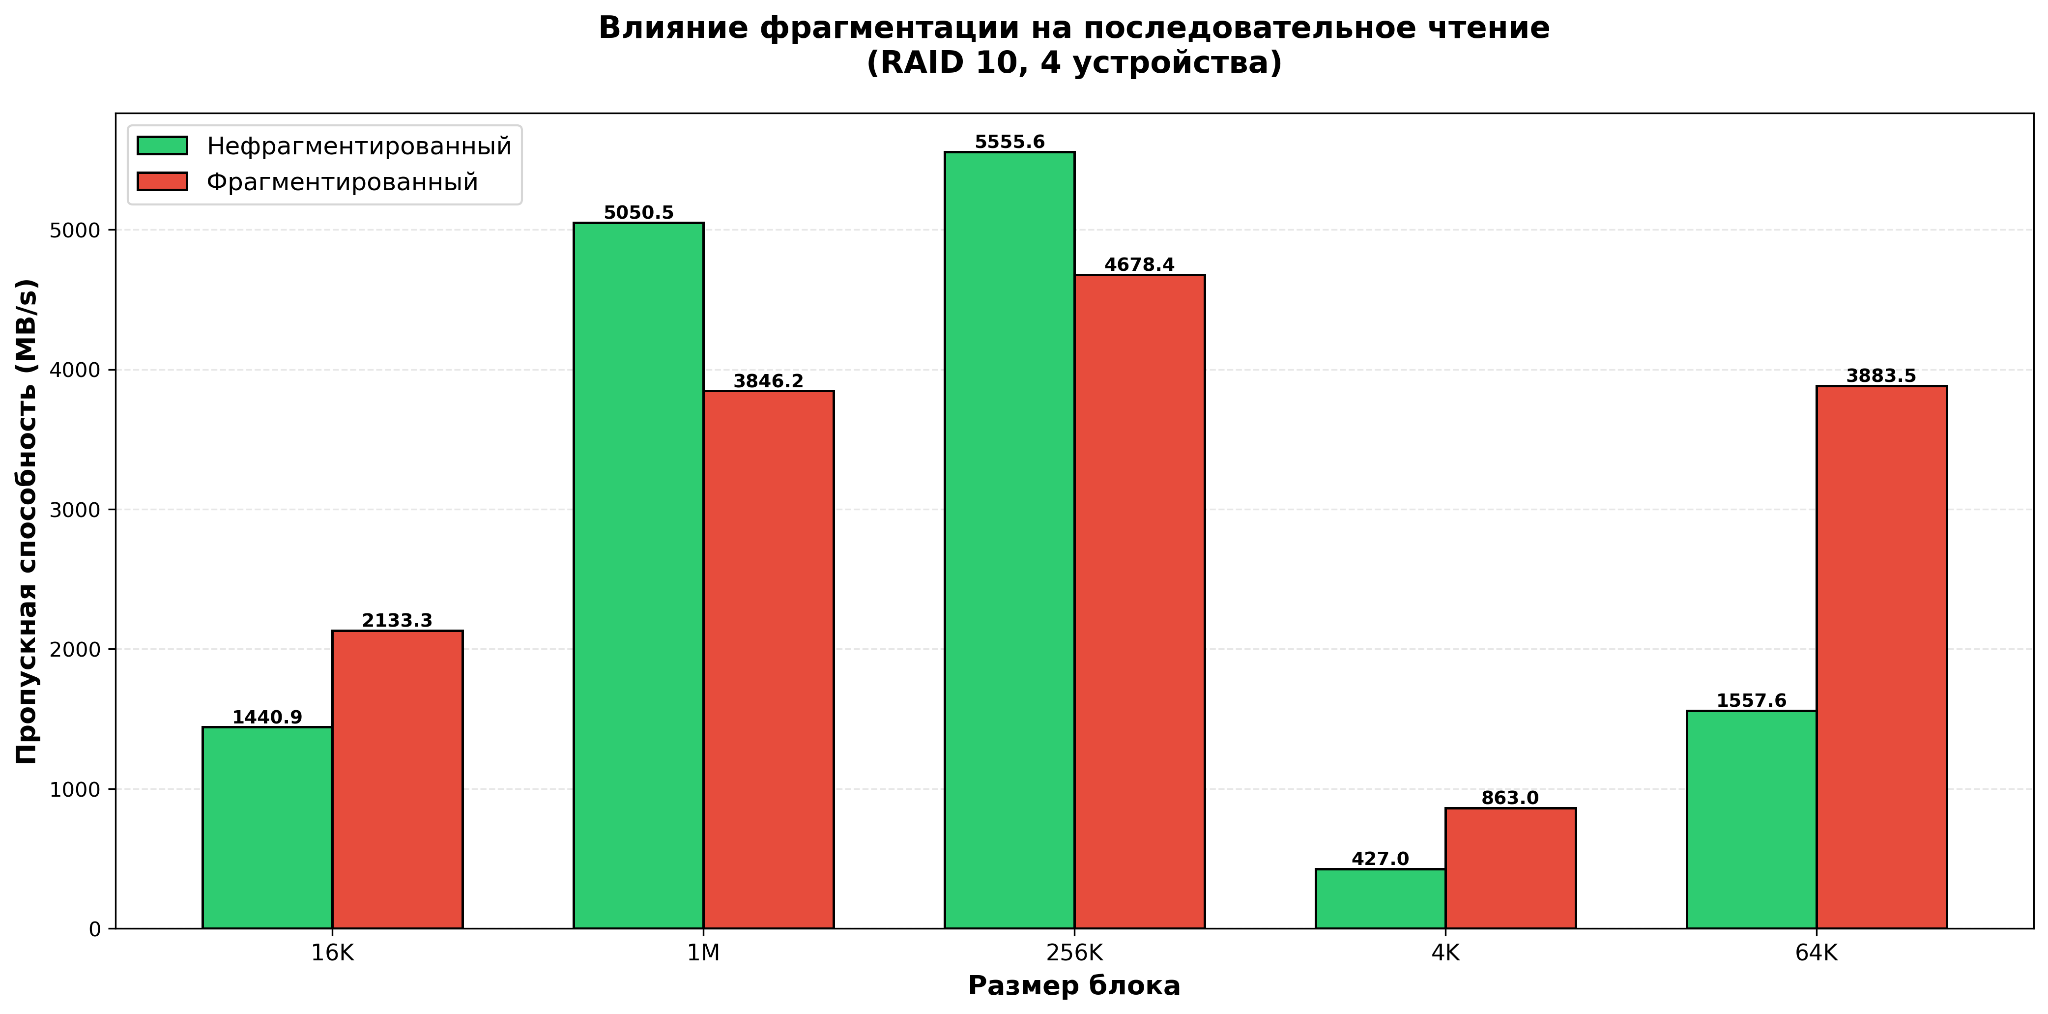 Влияние фрагментации на последовательное чтение
(RAID 10, 4 устройства)
Нефрагментированный
Фрагментированный
Пропускная способность (MB/s)
5000
4000
3000
2000
1000
0
1440.9
2133.3
5050.5
3846.2
5555.6
4678.4
427.0
863.0
1557.6
3883.5
16K
1M
256K
4K
64K
Размер блока